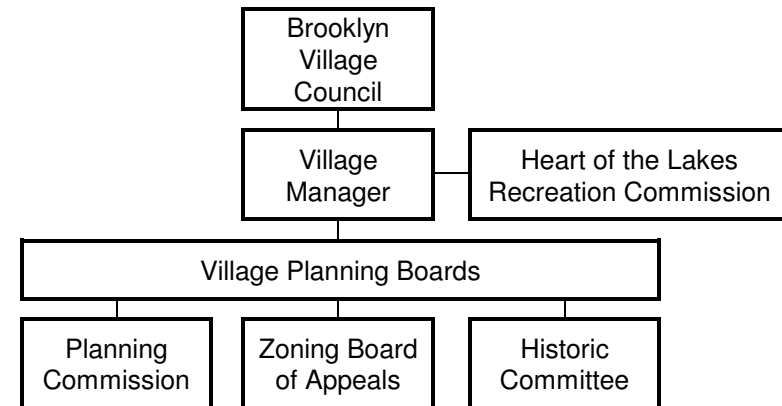 Brooklyn
Village
Council
Village
Manager
Heart of the Lakes
Recreation Commission
Village Planning Boards
Planning
Commission
Zoning Board
of Appeals
Historic
Committee